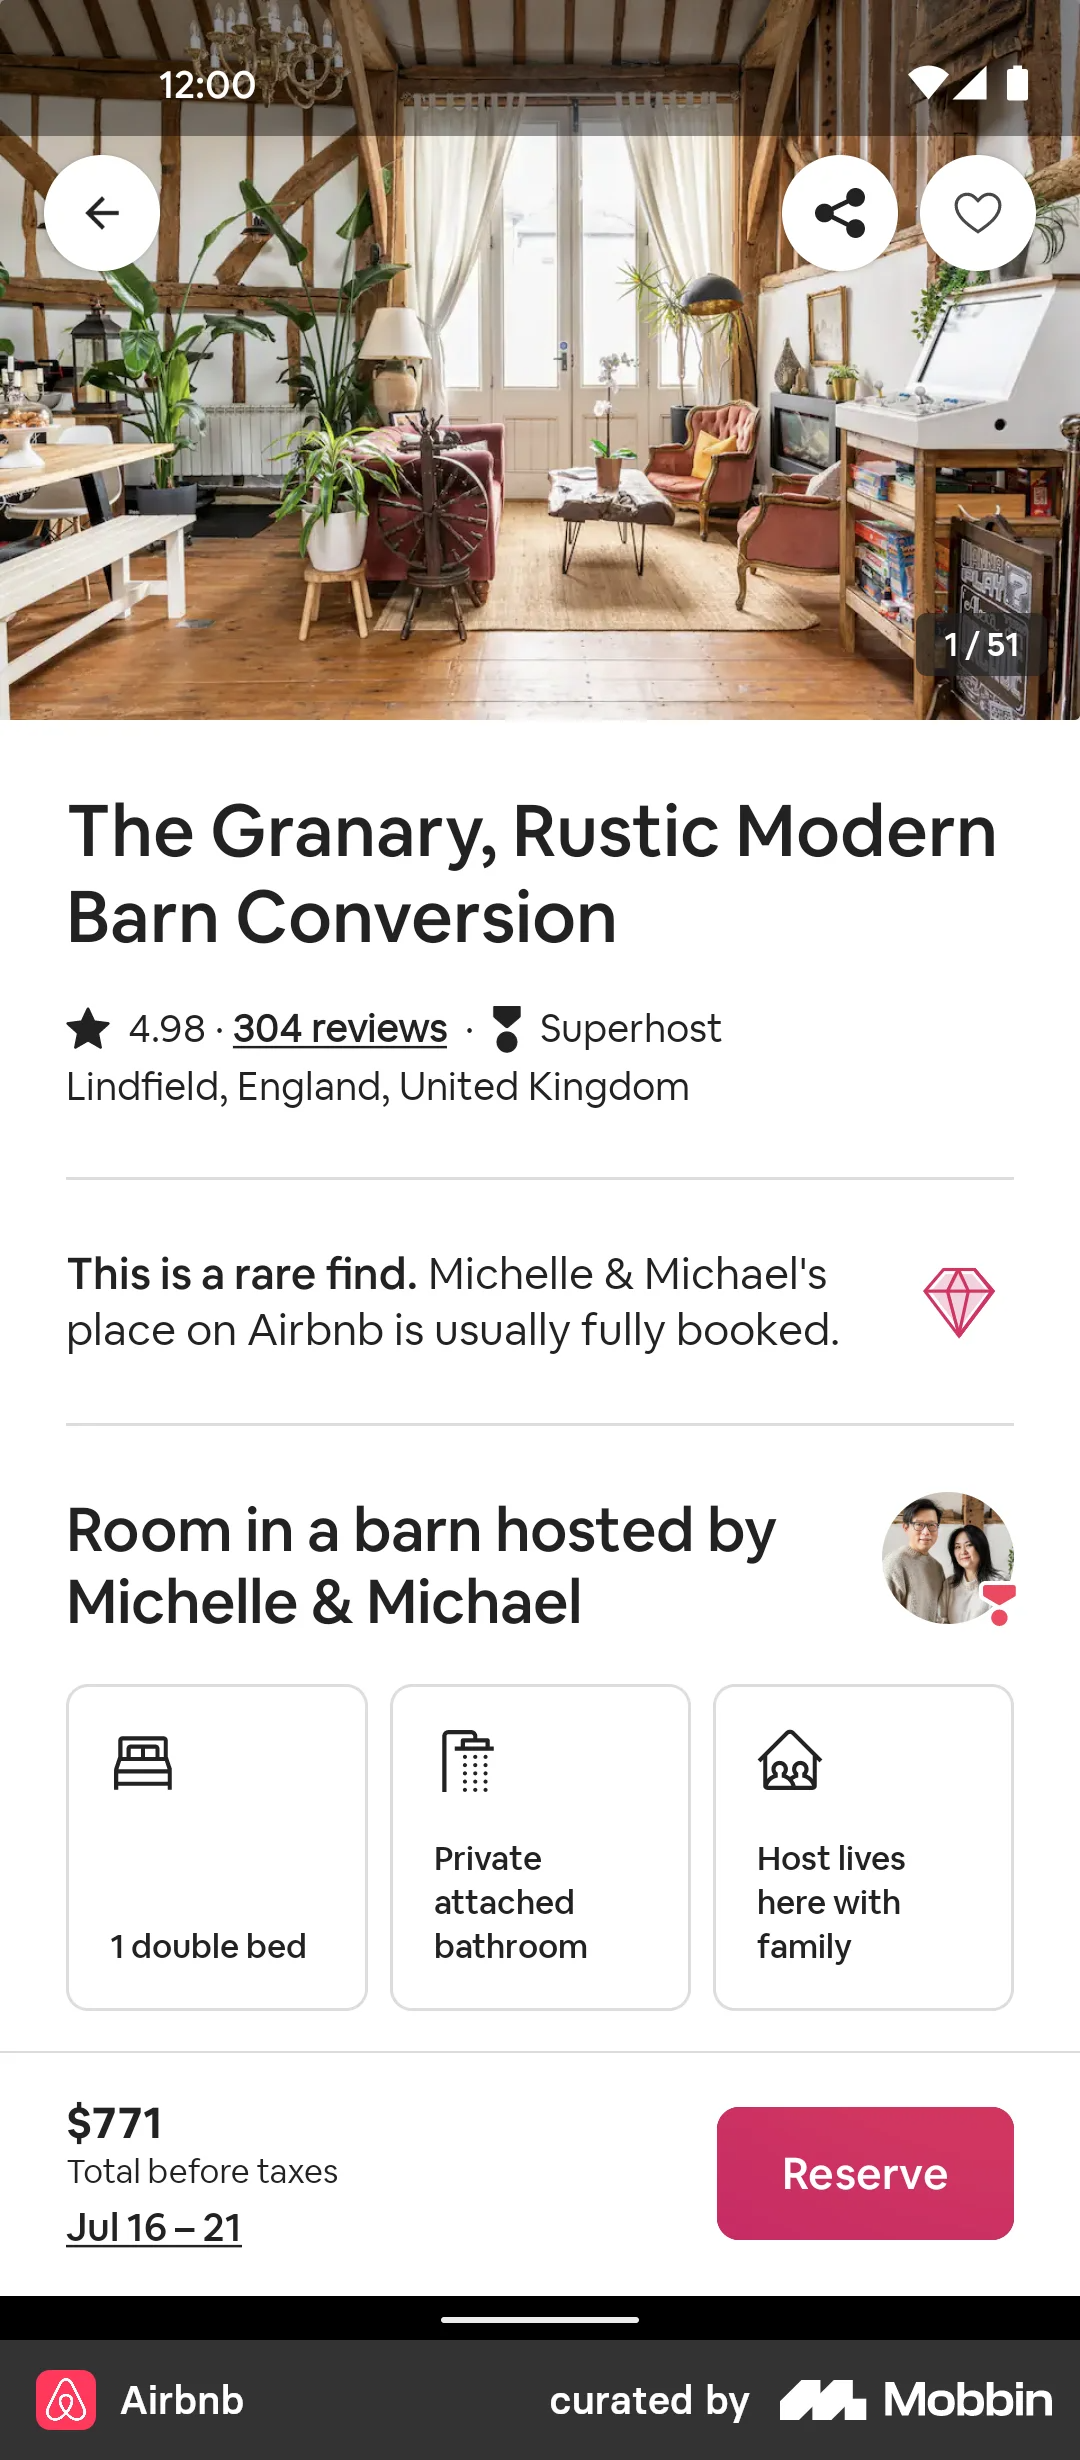 12:00
WANNA
PLAY?
1 / 51
The Granary, Rustic Modern
Barn Conversion
4.98 · 304 reviews · Superhost
Lindfield, England, United Kingdom
This is a rare find. Michelle & Michael's
place on Airbnb is usually fully booked.
Room in a barn hosted by
Michelle & Michael
1 double bed
Private
attached
bathroom
Host lives
here with
family
$771
Total before taxes
Jul 16 – 21
Reserve
Airbnb
curated by Mobbin